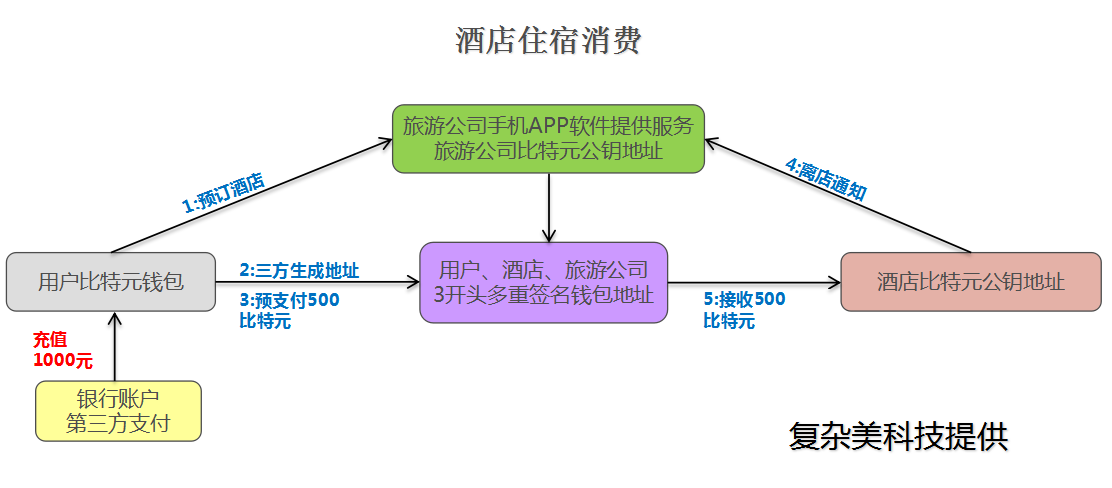 酒店住宿消费
旅游公司手机APP软件提供服务
旅游公司比特元公钥地址
1:预订酒店
4:离店通知
用户比特元钱包
2:三方生成地址
3:预支付500
比特元
用户、酒店、旅游公司
3开头多重签名钱包地址
5:接收500
比特元
酒店比特元公钥地址
充值
1000元
银行账户
第三方支付
复杂美科技提供